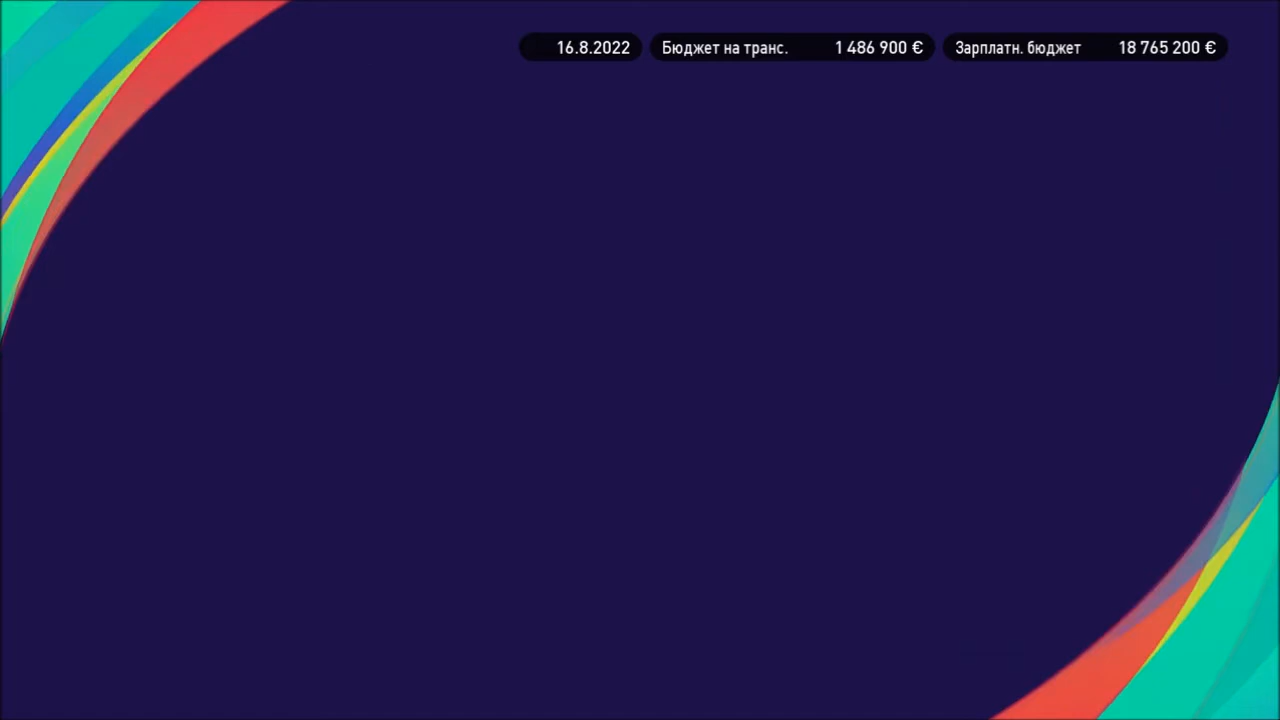 16.8.2022 Бюджет на транс. 1 486 900 € Зарплатн. бюджет 18 765 200 €